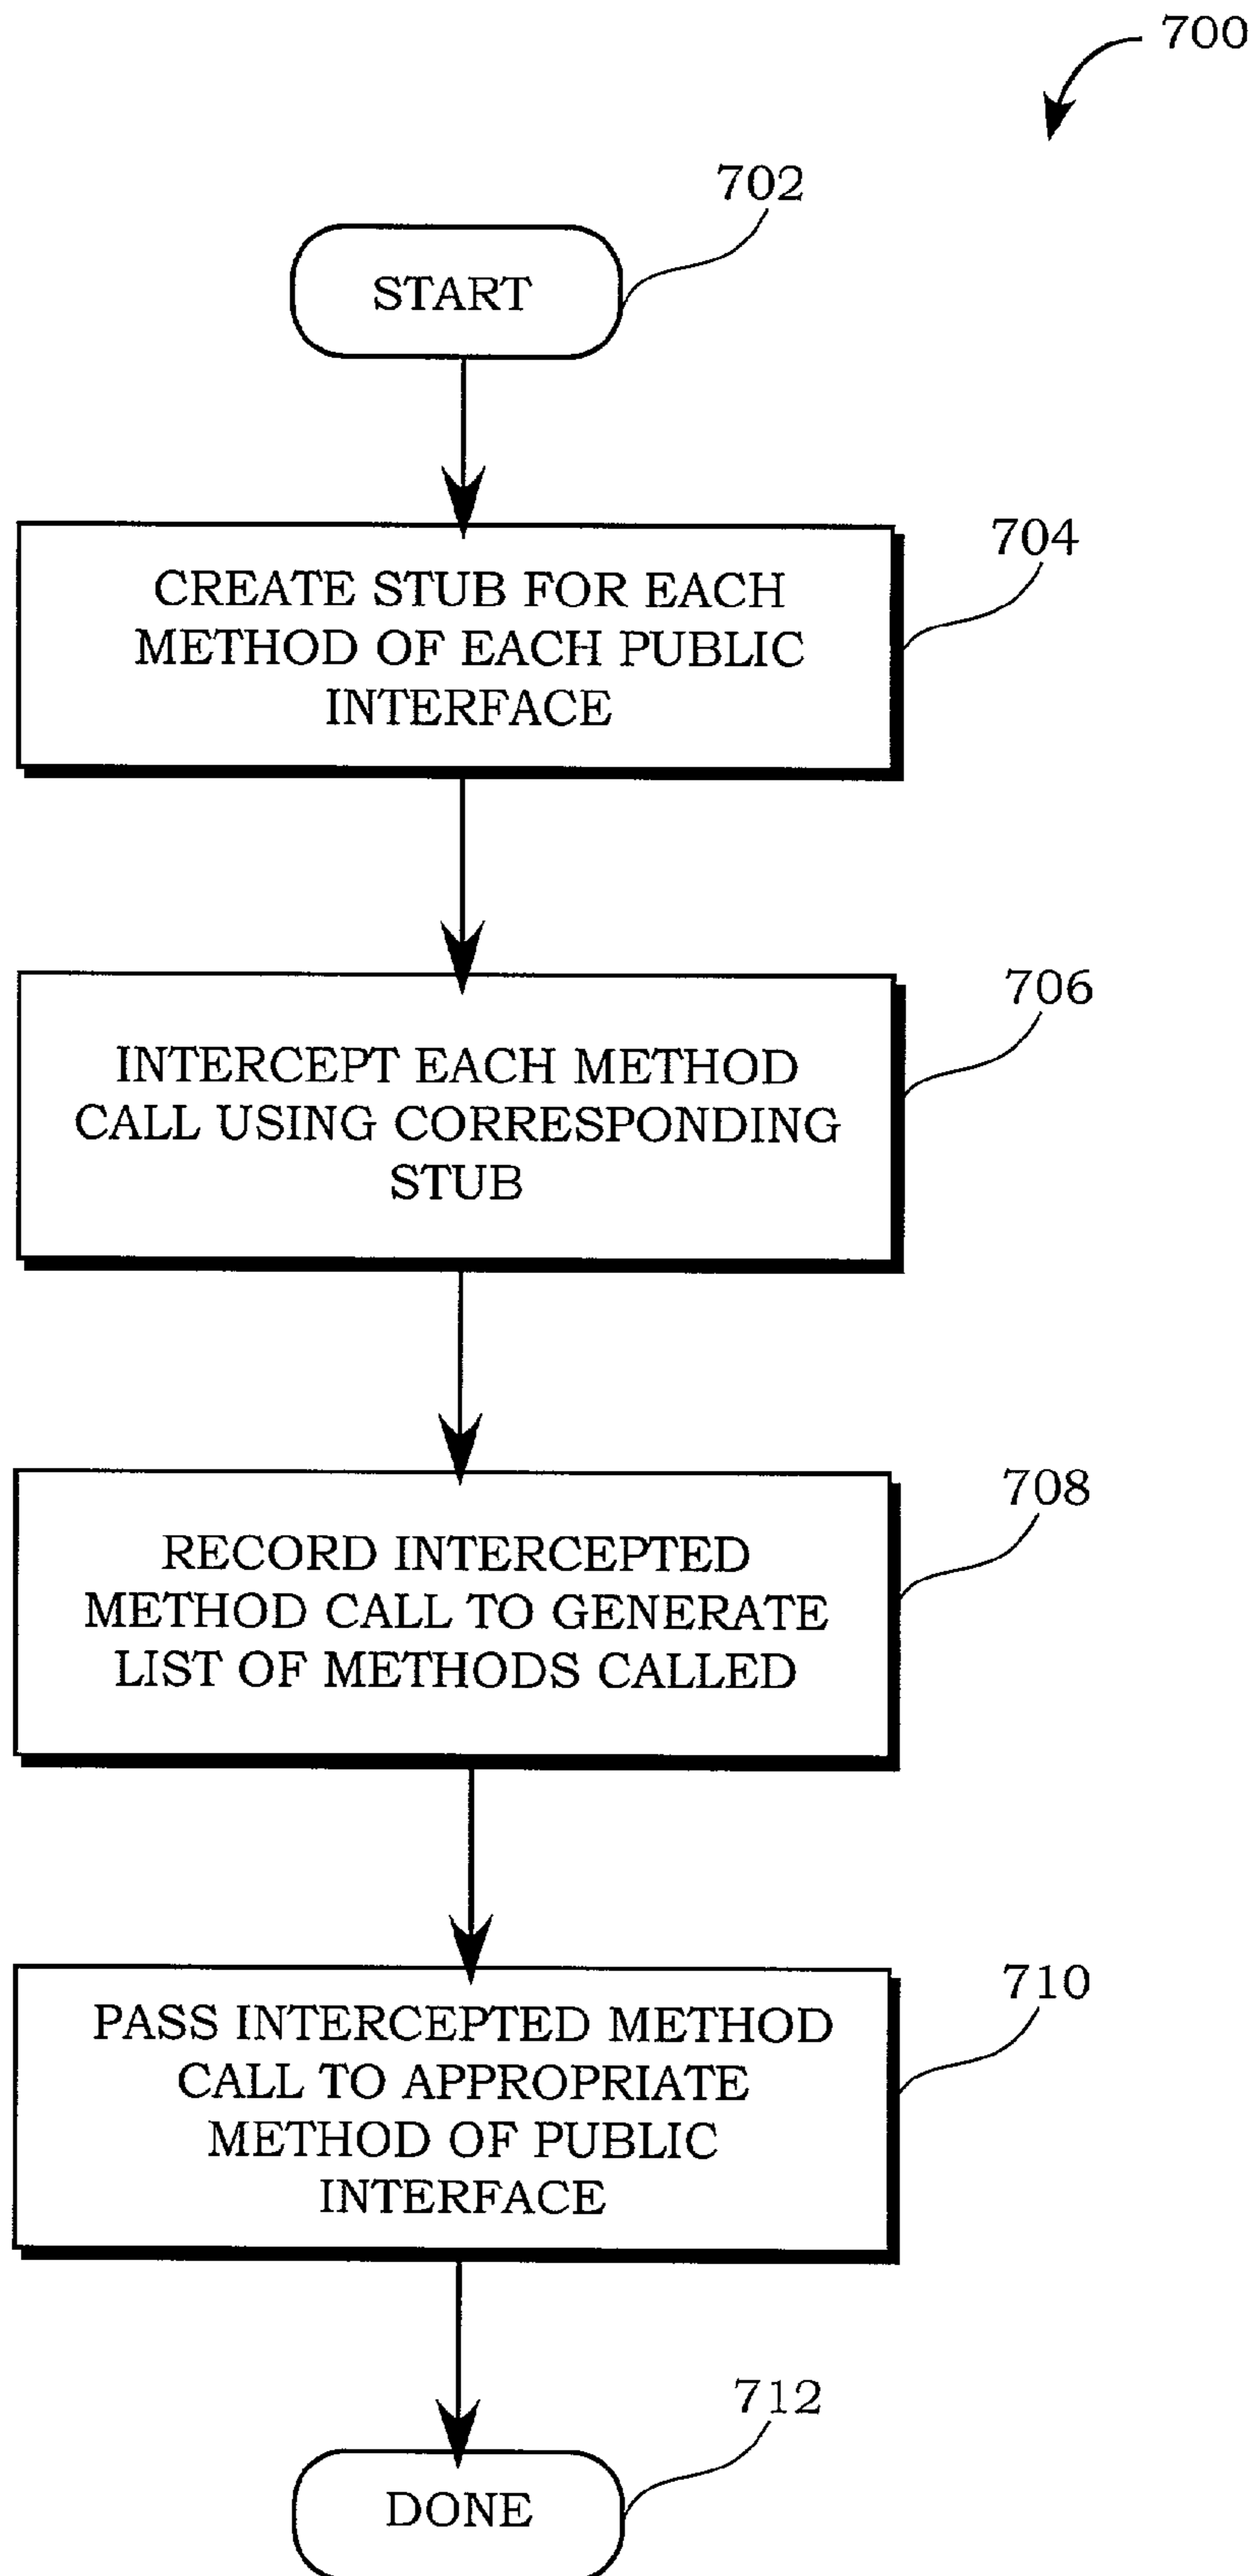 700
702
START
704
CREATE STUB FOR EACH
METHOD OF EACH PUBLIC
INTERFACE
706
INTERCEPT EACH METHOD
CALL USING CORRESPONDING
STUB
708
RECORD INTERCEPTED
METHOD CALL TO GENERATE
LIST OF METHODS CALLED
710
PASS INTERCEPTED METHOD
CALL TO APPROPRIATE
METHOD OF PUBLIC
INTERFACE
712
DONE